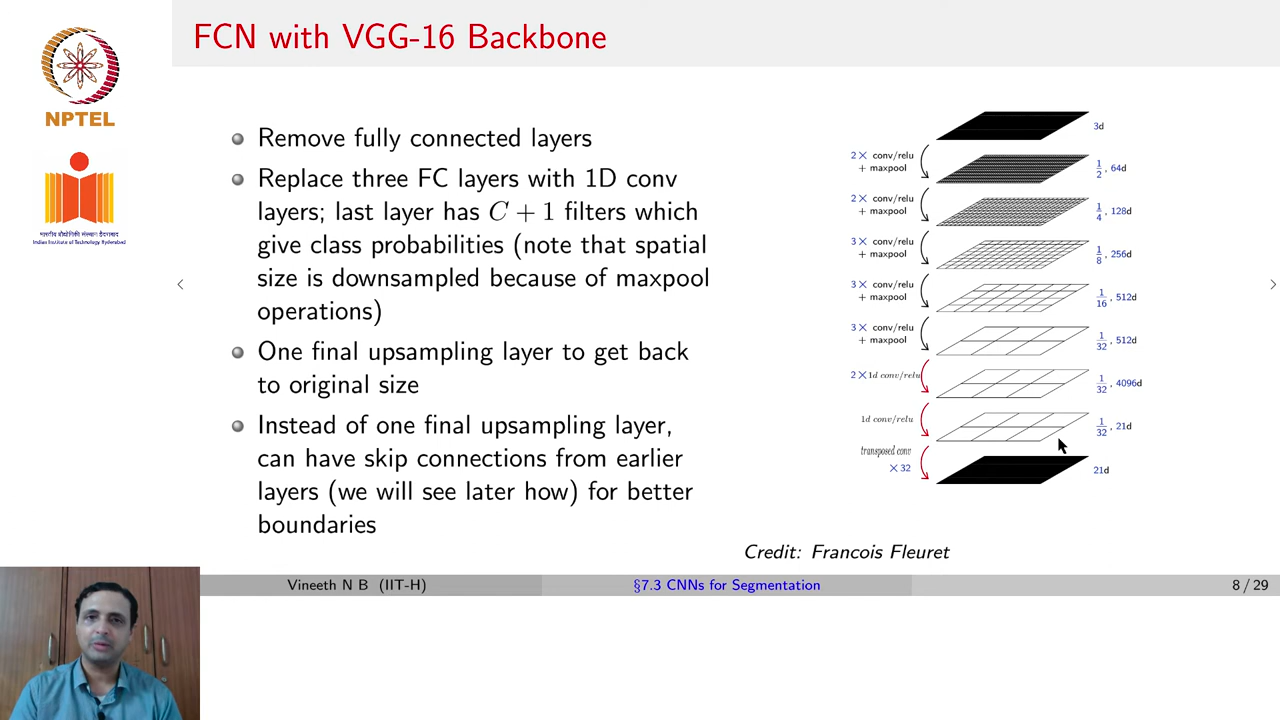 FCN with VGG-16 Backbone
NPTEL
Indian Institute of Technology Hyderabad
Remove fully connected layers
Replace three FC layers with 1D conv
layers; last layer has C + 1 filters which
give class probabilities (note that spatial
size is downsampled because of maxpool
operations)
One final upsampling layer to get back
to original size
Instead of one final upsampling layer,
can have skip connections from earlier
layers (we will see later how) for better
boundaries
3d
2× conv/relu
+ maxpool
1/2, 64d
2× conv/relu
+ maxpool
1/4, 128d
3× conv/relu
+ maxpool
1/8, 256d
3× conv/relu
+ maxpool
1/16, 512d
3× conv/relu
+ maxpool
1/32, 512d
2×1d conv/relu
1/32, 4096d
1d conv/relu
1/32, 21d
transposed conv
×32
21d
Credit: Francois Fleuret
Vineeth N B (IIT-H)
§7.3 CNNs for Segmentation
8 / 29